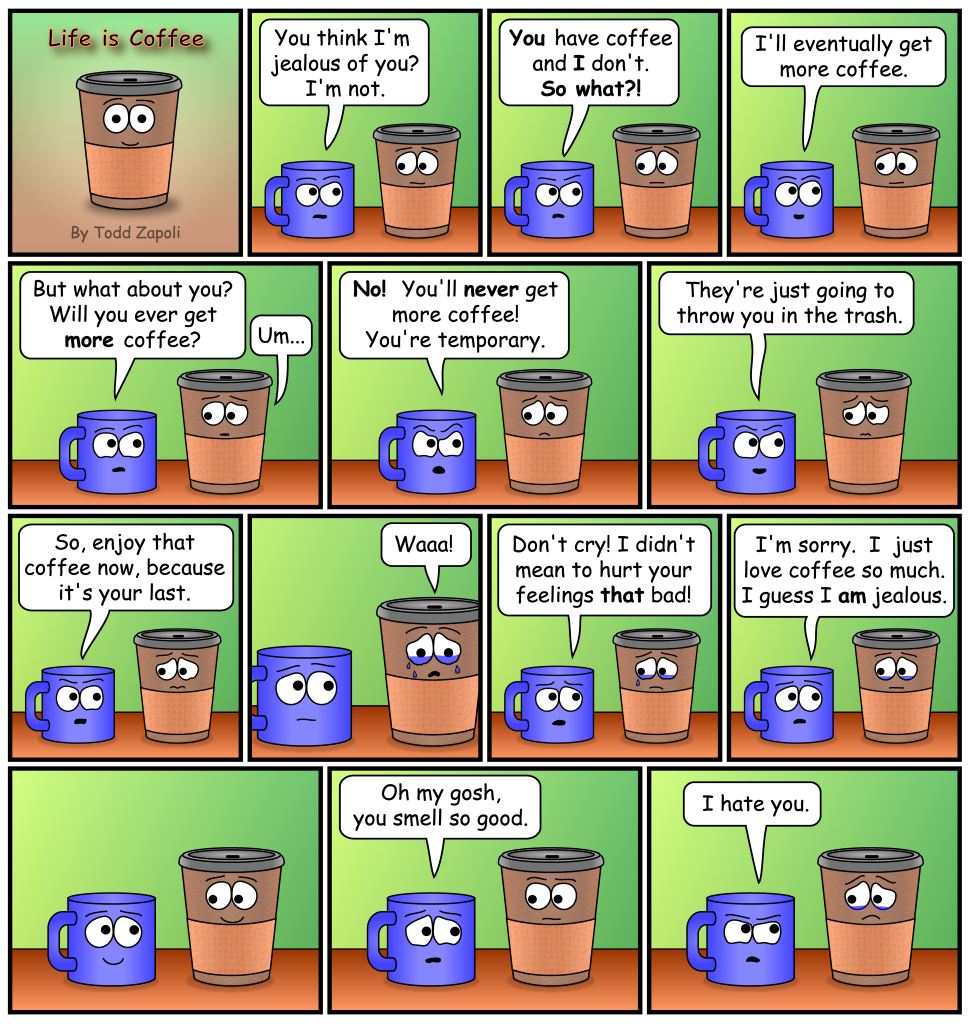 Life is Coffee
By Todd Zapoli
You think I'm
jealous of you?
I'm not.
You have coffee
and I don't.
So what?!
I'll eventually get
more coffee.
But what about you?
Will you ever get
more coffee?
Um...
No! You'll never get
more coffee!
You're temporary.
They're just going to
throw you in the trash.
So, enjoy that
coffee now, because
it's your last.
Waaa!
Don't cry! I didn't
mean to hurt your
feelings that bad!
I'm sorry. I just
love coffee so much.
I guess I am jealous.
Oh my gosh,
you smell so good.
I hate you.